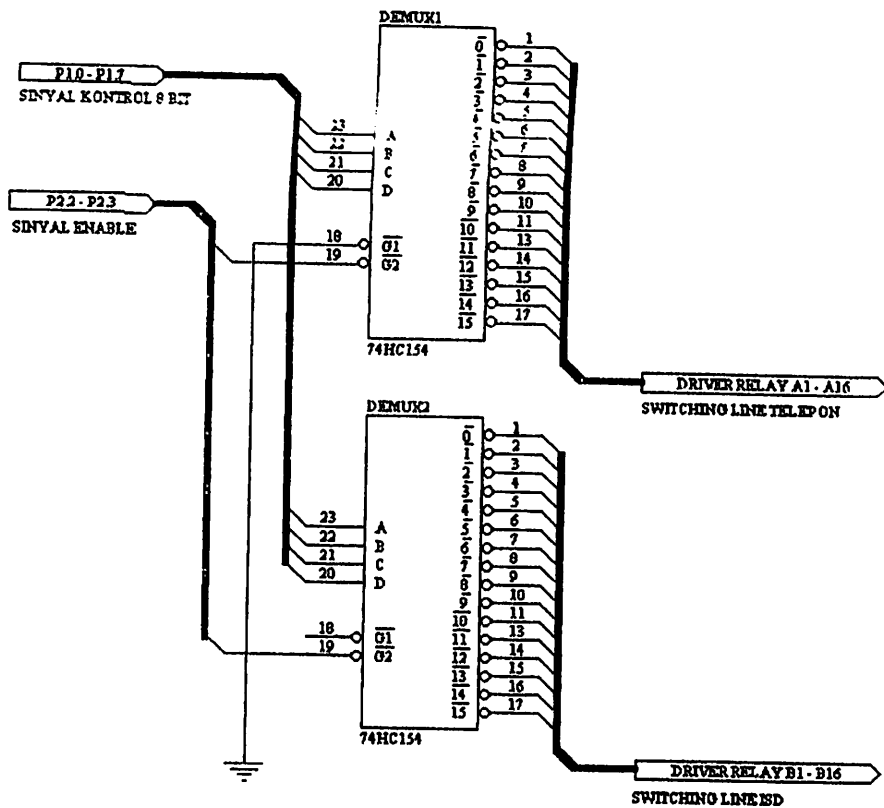 DEMUK1
P1.0 - P1.7
SINYAL KONTROL 8 BIT
P2.2 - P2.3
SINYAL ENABLE
23 A
22 B
21 C
20 D
18 G1
19 G2
0 1
1 2
2 3
3 4
4 5
5 6
6 7
7 8
8 9
9 10
10 11
11 13
12 14
13 15
14 16
15 17
74HC154
DRIVER RELAY A1 - A16
SWITCHING LINE TELEPON
DEMUK2
23 A
22 B
21 C
20 D
18 G1
19 G2
0 1
1 2
2 3
3 4
4 5
5 6
6 7
7 8
8 9
9 10
10 11
11 13
12 14
13 15
14 16
15 17
74HC154
DRIVER RELAY B1 - B16
SWITCHING LINE ISD